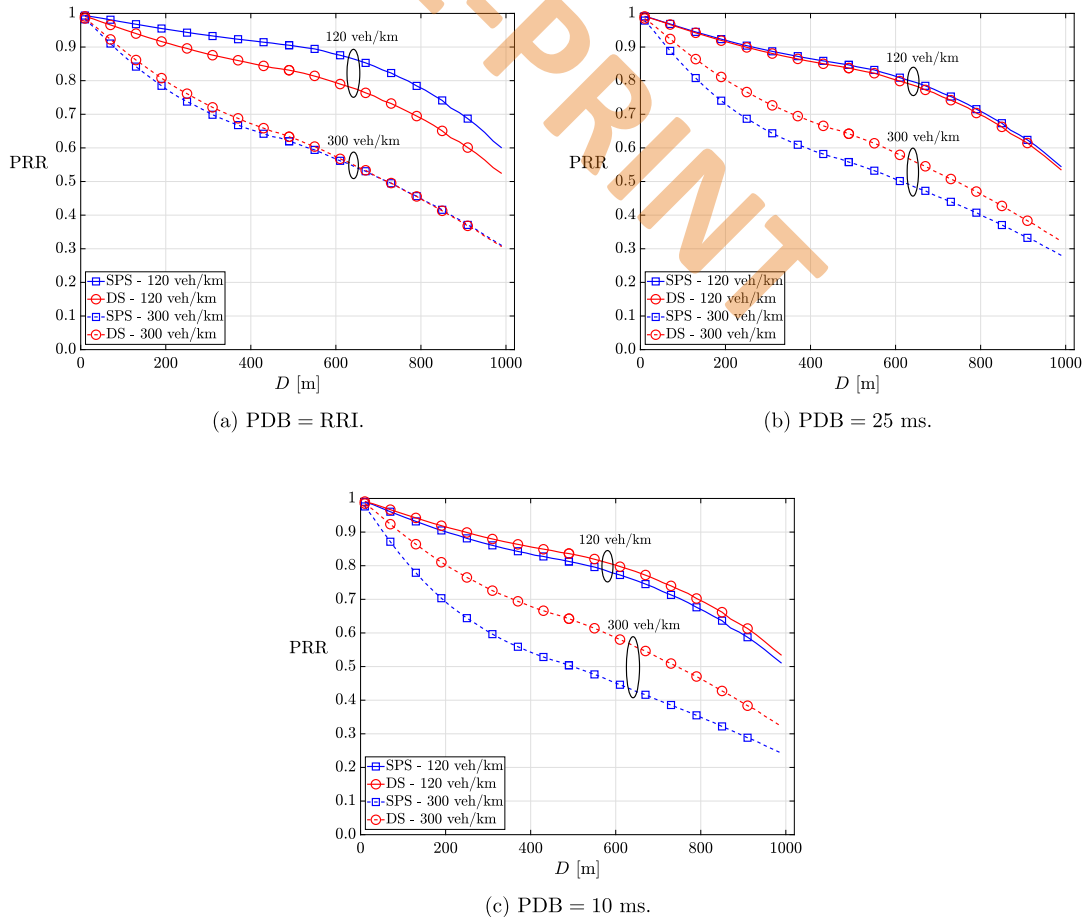 -PRINT
1
0.9
0.8
0.7
0.6
PRR
0.5
0.4
0.3
0.2
0.1
0.0
120 veh/km
300 veh/km
SPS - 120 veh/km
DS - 120 veh/km
SPS - 300 veh/km
DS - 300 veh/km
0 200 400 600 800 1000
D [m]
(a) PDB = RRI.
1
0.9
0.8
0.7
0.6
PRR
0.5
0.4
0.3
0.2
0.1
0.0
120 veh/km
300 veh/km
SPS - 120 veh/km
DS - 120 veh/km
SPS - 300 veh/km
DS - 300 veh/km
0 200 400 600 800 1000
D [m]
(b) PDB = 25 ms.
1
0.9
0.8
0.7
0.6
PRR
0.5
0.4
0.3
0.2
0.1
0.0
120 veh/km
300 veh/km
SPS - 120 veh/km
DS - 120 veh/km
SPS - 300 veh/km
DS - 300 veh/km
0 200 400 600 800 1000
D [m]
(c) PDB = 10 ms.